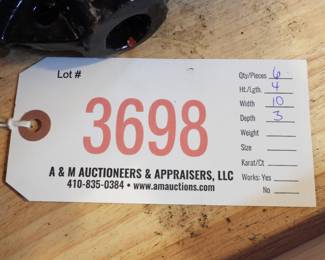 Lot #
3698
A & M AUCTIONEERS & APPRAISERS, LLC
410-835-0384 • www.amauctions.com
Qty/Pieces 6
Ht./Lgth. 4
Width 10
Depth 3
Weight
Size
Karat/Ct
Works: Yes
No